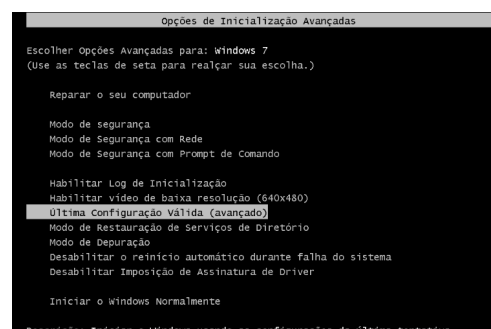 Opções de Inicialização Avançadas
Escolher Opções Avançadas para: Windows 7
(Use as teclas de seta para realçar sua escolha.)
Reparar o seu computador
Modo de segurança
Modo de Segurança com Rede
Modo de Segurança com Prompt de Comando
Habilitar Log de Inicialização
Habilitar vídeo de baixa resolução (640x480)
Última Configuração Válida (avançado)
Modo de Restauração de Serviços de Diretório
Modo de Depuração
Desabilitar o reinício automático durante falha do sistema
Desabilitar Imposição de Assinatura de Driver
Iniciar o Windows Normalmente